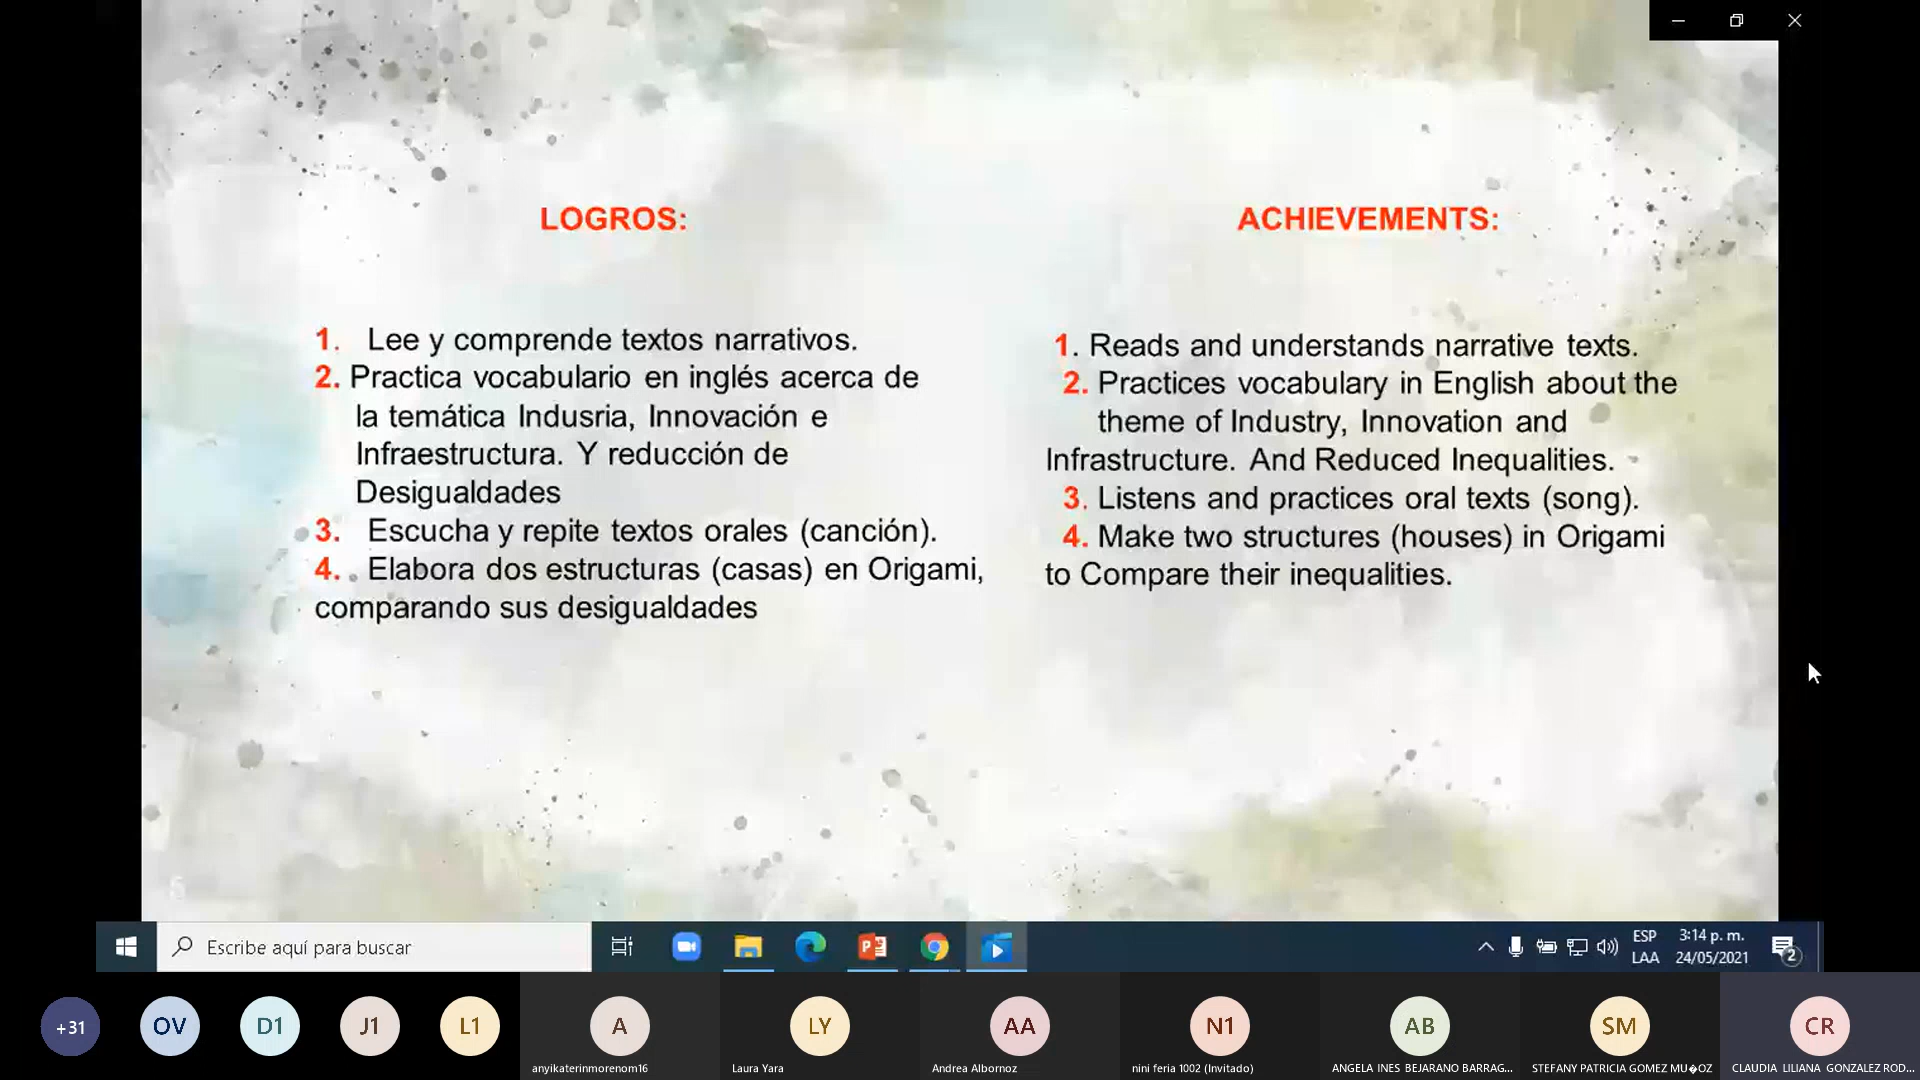 LOGROS:
1. Lee y comprende textos narrativos.
2. Practica vocabulario en inglés acerca de
la temática Indusria, Innovación e
Infraestructura. Y reducción de
Desigualdades
3. Escucha y repite textos orales (canción).
4. Elabora dos estructuras (casas) en Origami,
comparando sus desigualdades
ACHIEVEMENTS:
1. Reads and understands narrative texts.
2. Practices vocabulary in English about the
theme of Industry, Innovation and
Infrastructure. And Reduced Inequalities.
3. Listens and practices oral texts (song).
4. Make two structures (houses) in Origami
to Compare their inequalities.
Escribe aquí para buscar
ESP
LAA
3:14 p. m.
24/05/2021
2
+31
OV
D1
J1
L1
A
anyikaterinmorenom16
LY
Laura Yara
AA
Andrea Albornoz
N1
nini feria 1002 (Invitado)
AB
ANGELA INES BEJARANO BARRAG...
SM
STEFANY PATRICIA GOMEZ MU�OZ
CR
CLAUDIA LILIANA GONZALEZ ROD...